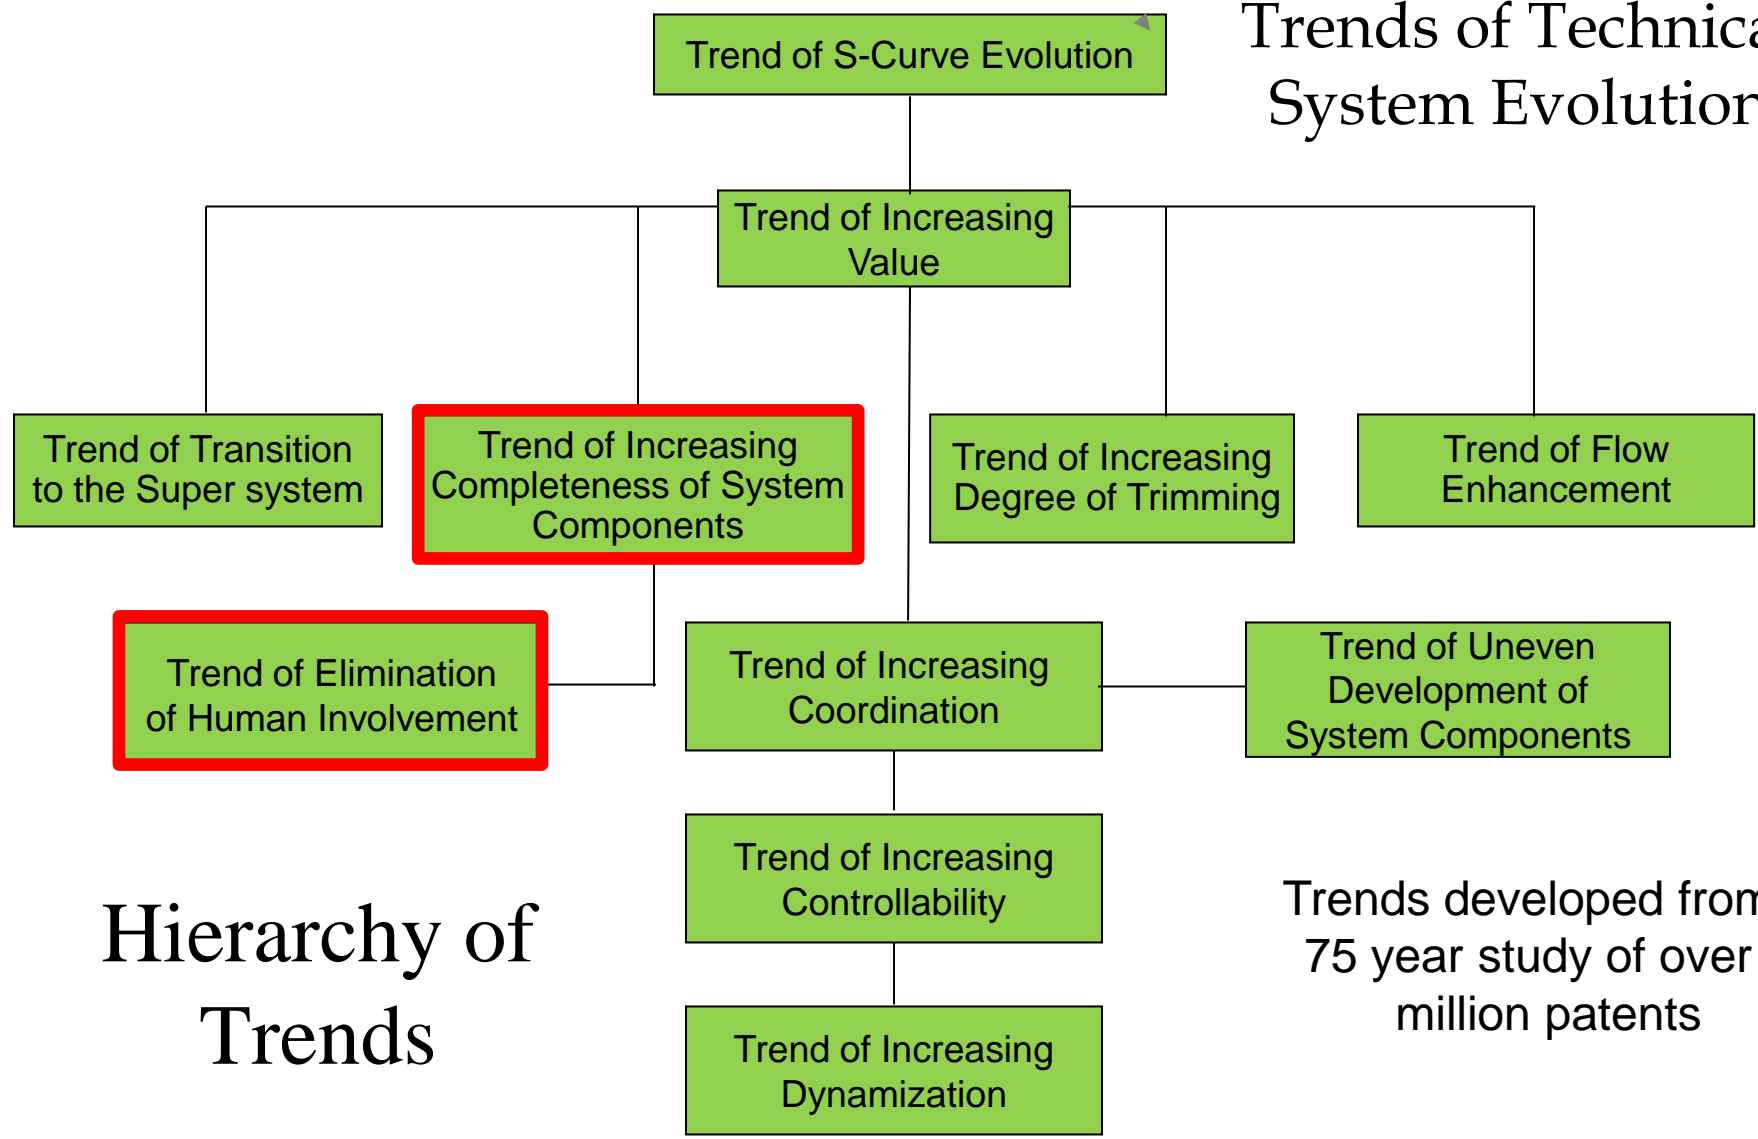 Trends of Technica
System Evolution
Trend of S-Curve Evolution
Trend of Increasing
Value
Trend of Transition
to the Super system
Trend of Increasing
Completeness of System
Components
Trend of Increasing
Degree of Trimming
Trend of Flow
Enhancement
Trend of Elimination
of Human Involvement
Trend of Increasing
Coordination
Trend of Uneven
Development of
System Components
Trend of Increasing
Controllability
Trend of Increasing
Dynamization
Hierarchy of
Trends
Trends developed from
75 year study of over
million patents